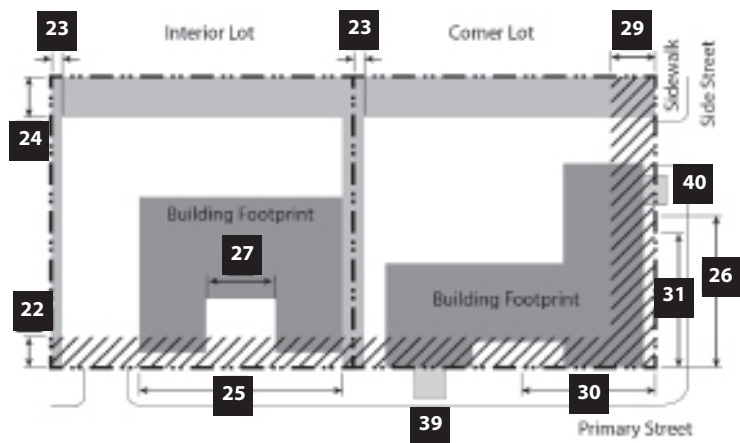 23
Interior Lot
23
Corner Lot
29
Sidewalk
Side Street
24
40
Building Footprint
27
26
31
22
Building Footprint
25
30
39
Primary Street